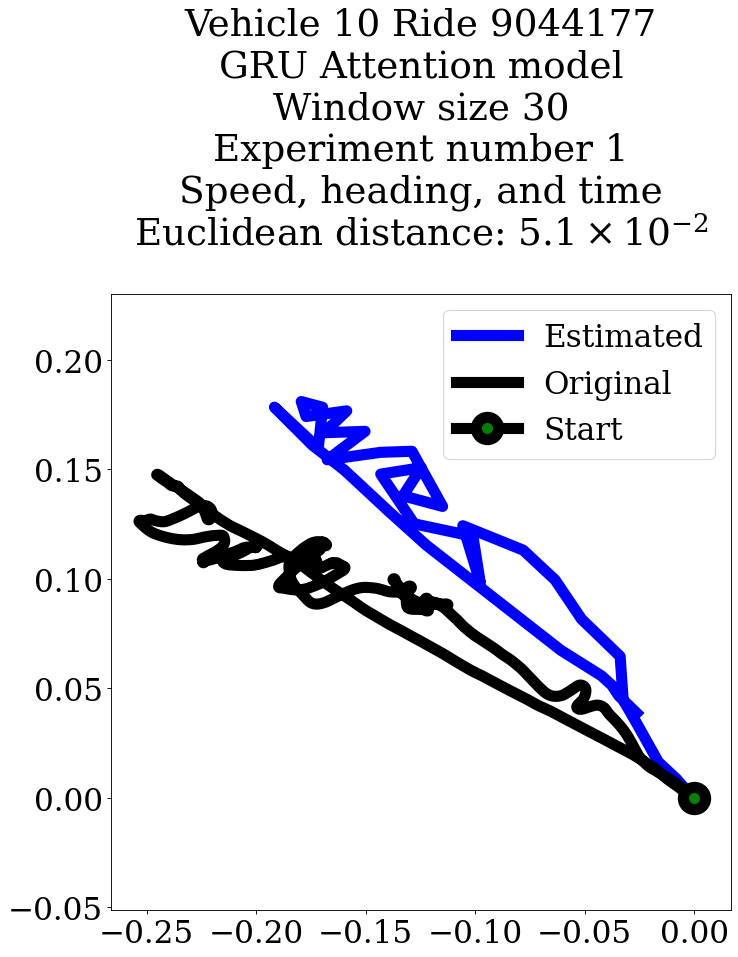 Vehicle 10 Ride 9044177
GRU Attention model
Window size 30
Experiment number 1
Speed, heading, and time
Euclidean distance: 5.1 × 10⁻²
Estimated
Original
Start
0.20
0.15
0.10
0.05
0.00
−0.05
−0.25 −0.20 −0.15 −0.10 −0.05 0.00